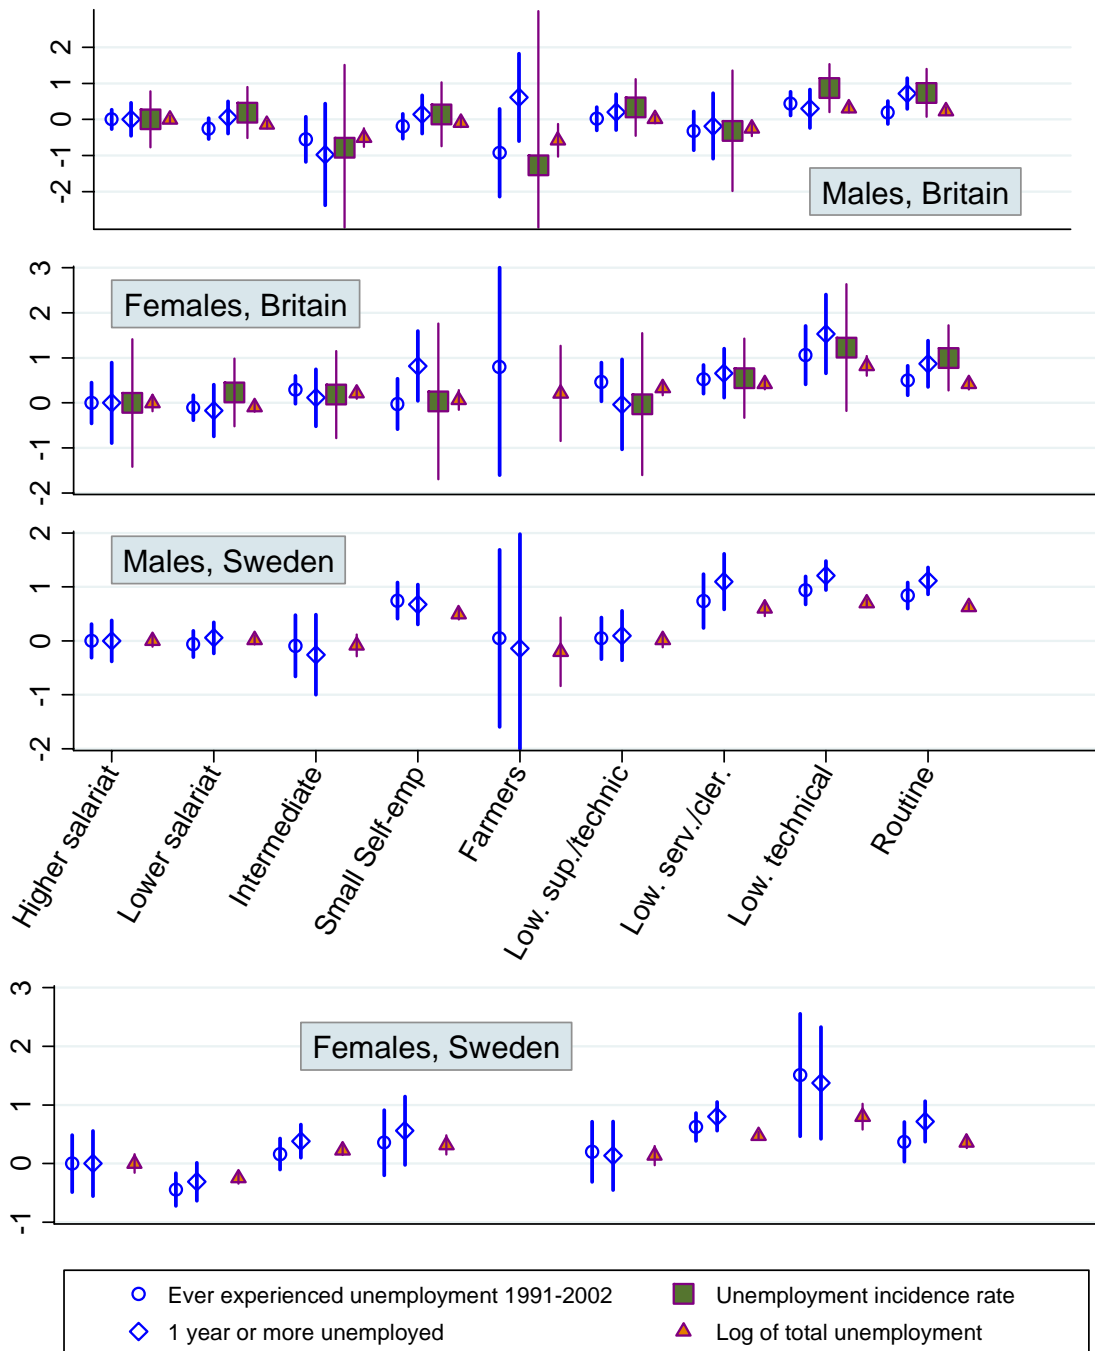 2
1
0
-1
-2
Males, Britain
3
2
1
0
-1
-2
Females, Britain
2
1
0
-1
-2
Males, Sweden
Higher salariat
Lower salariat
Intermediate
Small Self-emp
Farmers
Low. sup./technic
Low. serv./cler.
Low. technical
Routine
3
2
1
0
-1
Females, Sweden
Ever experienced unemployment 1991-2002
Unemployment incidence rate
1 year or more unemployed
Log of total unemployment